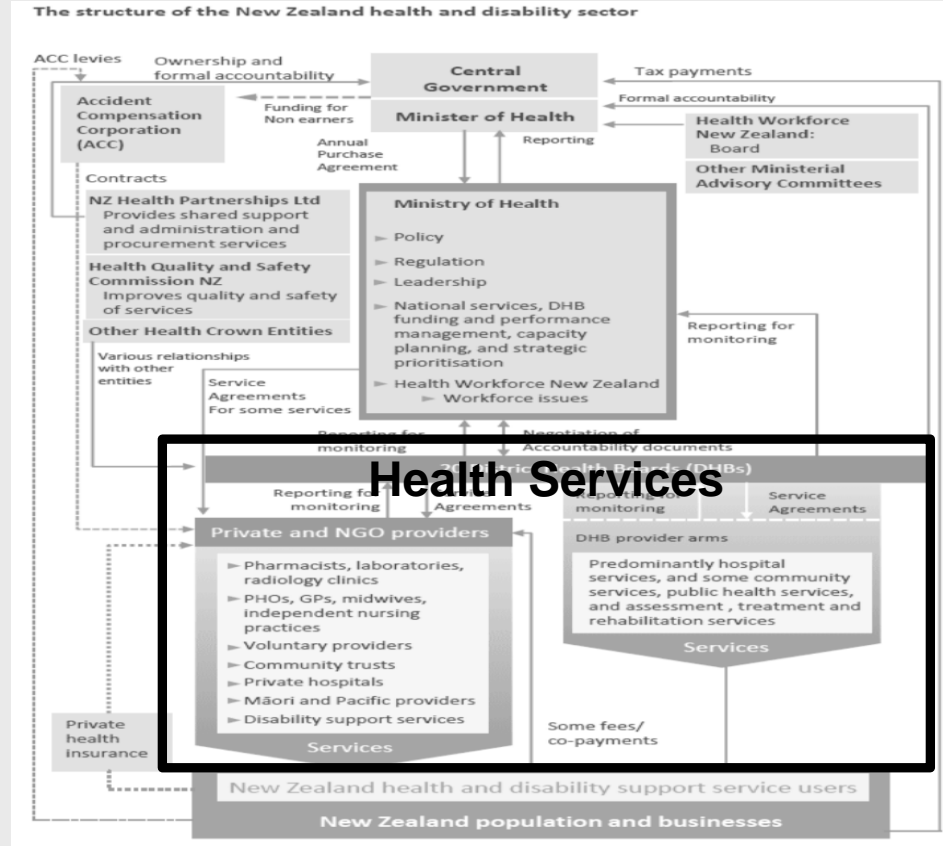 The structure of the New Zealand health and disability sector
ACC levies
Ownership and
formal accountability
Central
Government
Tax payments
Accident
Compensation
Corporation
(ACC)
Funding for
Non earners
Minister of Health
Formal accountability
Health Workforce
New Zealand:
Board
Other Ministerial
Advisory Committees
Annual
Purchase
Agreement
Reporting
Contracts
NZ Health Partnerships Ltd
Provides shared support
and administration and
procurement services
Health Quality and Safety
Commission NZ
Improves quality and safety
of services
Other Health Crown Entities
Ministry of Health
► Policy
► Regulation
► Leadership
► National services, DHB
funding and performance
management, capacity
planning, and strategic
prioritisation
► Health Workforce New Zealand
► Workforce issues
Reporting for
monitoring
Various relationships
with other
entities
Service
Agreements
For some services
Reporting for
monitoring
Negotiation of
Accountability documents
Health Services
20 District Health Boards (DHBs)
Reporting for
monitoring
Agreements
Reporting for
monitoring
Service
Agreements
Private and NGO providers
► Pharmacists, laboratories,
radiology clinics
► PHOs, GPs, midwives,
independent nursing
practices
► Voluntary providers
► Community trusts
► Private hospitals
► Māori and Pacific providers
► Disability support services
Services
DHB provider arms
Predominantly hospital
services, and some community
services, public health services,
and assessment , treatment and
rehabilitation services
Services
Private
health
insurance
Some fees/
co-payments
New Zealand health and disability support service users
New Zealand population and businesses